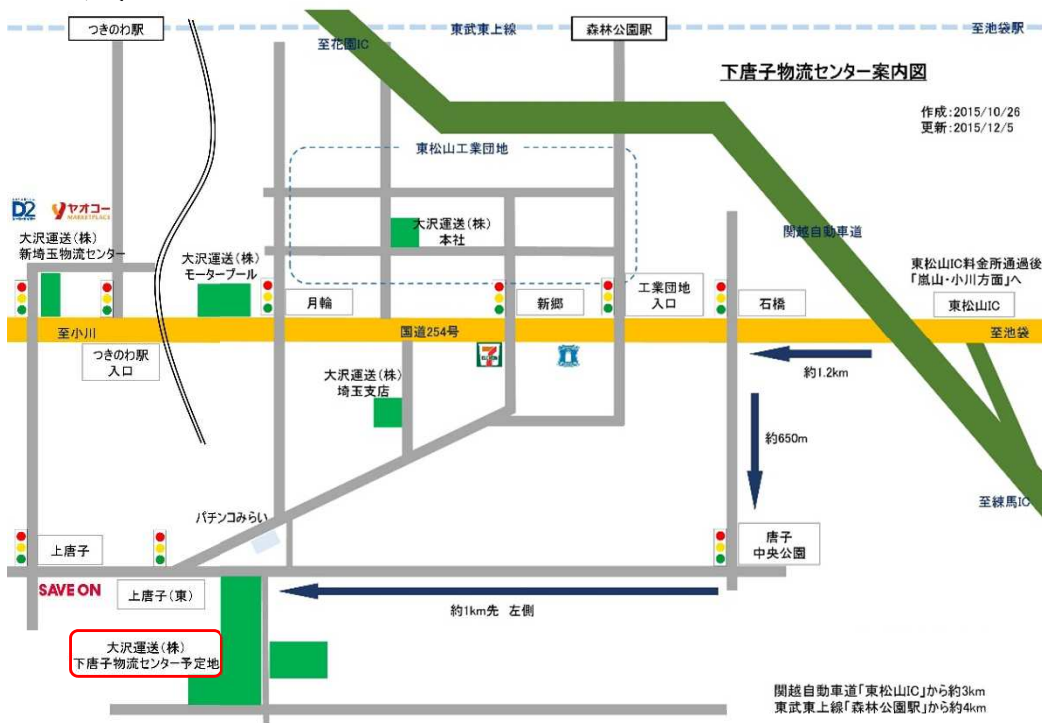 つきのわ駅
東武東上線
森林公園駅
至池袋駅
至花園IC
下唐子物流センター案内図
作成:2015/10/26
更新:2015/12/5
東松山工業団地
D2
ヤオコー
MARKETPLACE
大沢運送(株)
新埼玉物流センター
大沢運送(株)
モータープール
大沢運送(株)
本社
関越自動車道
東松山IC料金所通過後
「嵐山・小川方面」へ
月輪
新郷
工業団地
入口
石橋
東松山IC
至小川
国道254号
至池袋
つきのわ駅
入口
7
ELEVEN
約1.2km
大沢運送(株)
埼玉支店
約650m
至練馬IC
パチンコみらい
上唐子
唐子
中央公園
SAVE ON
上唐子(東)
約1km先 左側
大沢運送(株)
下唐子物流センター予定地
関越自動車道「東松山IC」から約3km
東武東上線「森林公園駅」から約4km